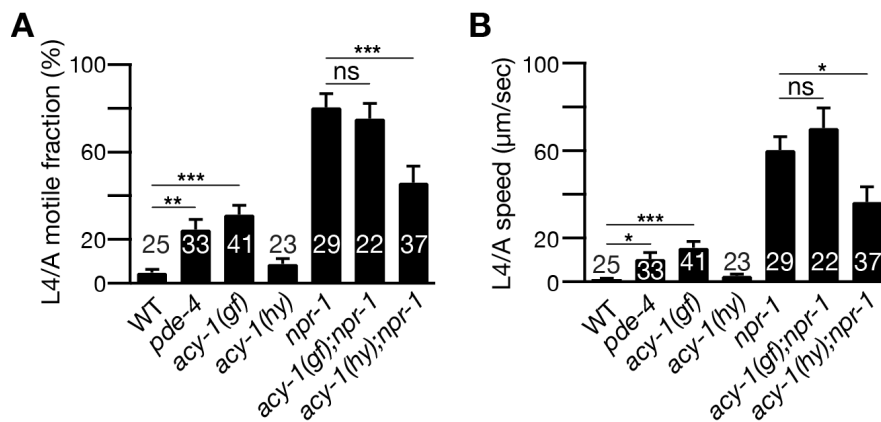 A
L4/A motile fraction (%)
100
60
20
0
***
ns
***
**
25
33
41
23
29
22
37
WT
pde-4
acy-1(gf)
acy-1(hy)
npr-1
acy-1(gf);npr-1
acy-1(hy);npr-1
B
L4/A speed (µm/sec)
100
60
20
0
*
ns
***
*
25
33
41
23
29
22
37
WT
pde-4
acy-1(gf)
acy-1(hy)
npr-1
acy-1(gf);npr-1
acy-1(hy);npr-1